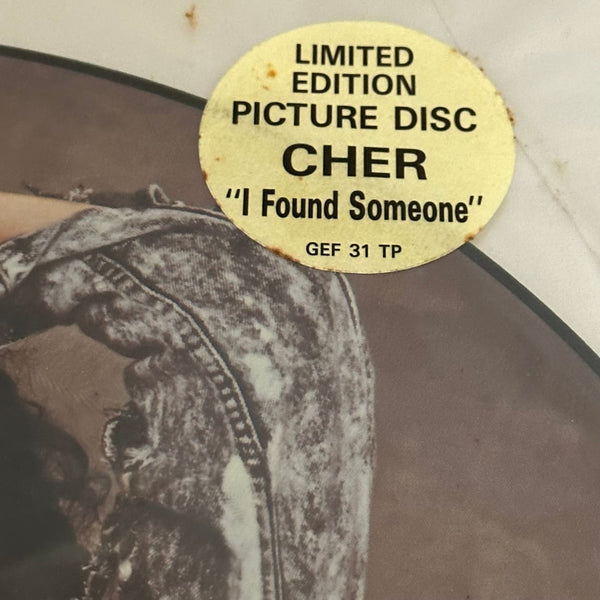 LIMITED
EDITION
PICTURE DISC
CHER
"I Found Someone"
GEF 31 TP